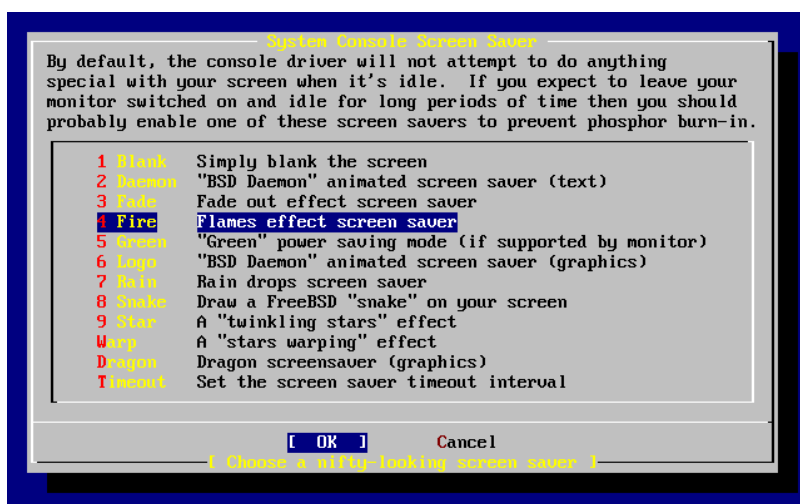 System Console Screen Saver
By default, the console driver will not attempt to do anything
special with your screen when it's idle.  If you expect to leave your
monitor switched on and idle for long periods of time then you should
probably enable one of these screen savers to prevent phosphor burn-in.
1 Blank Simply blank the screen
2 Daemon "BSD Daemon" animated screen saver (text)
3 Fade Fade out effect screen saver
4 Fire Flames effect screen saver
5 Green "Green" power saving mode (if supported by monitor)
6 Logo "BSD Daemon" animated screen saver (graphics)
7 Rain Rain drops screen saver
8 Snake Draw a FreeBSD "snake" on your screen
9 Star A "twinkling stars" effect
Warp A "stars warping" effect
Dragon Dragon screensaver (graphics)
Timeout Set the screen saver timeout interval
[ OK ] Cancel
[ Choose a nifty-looking screen saver ]